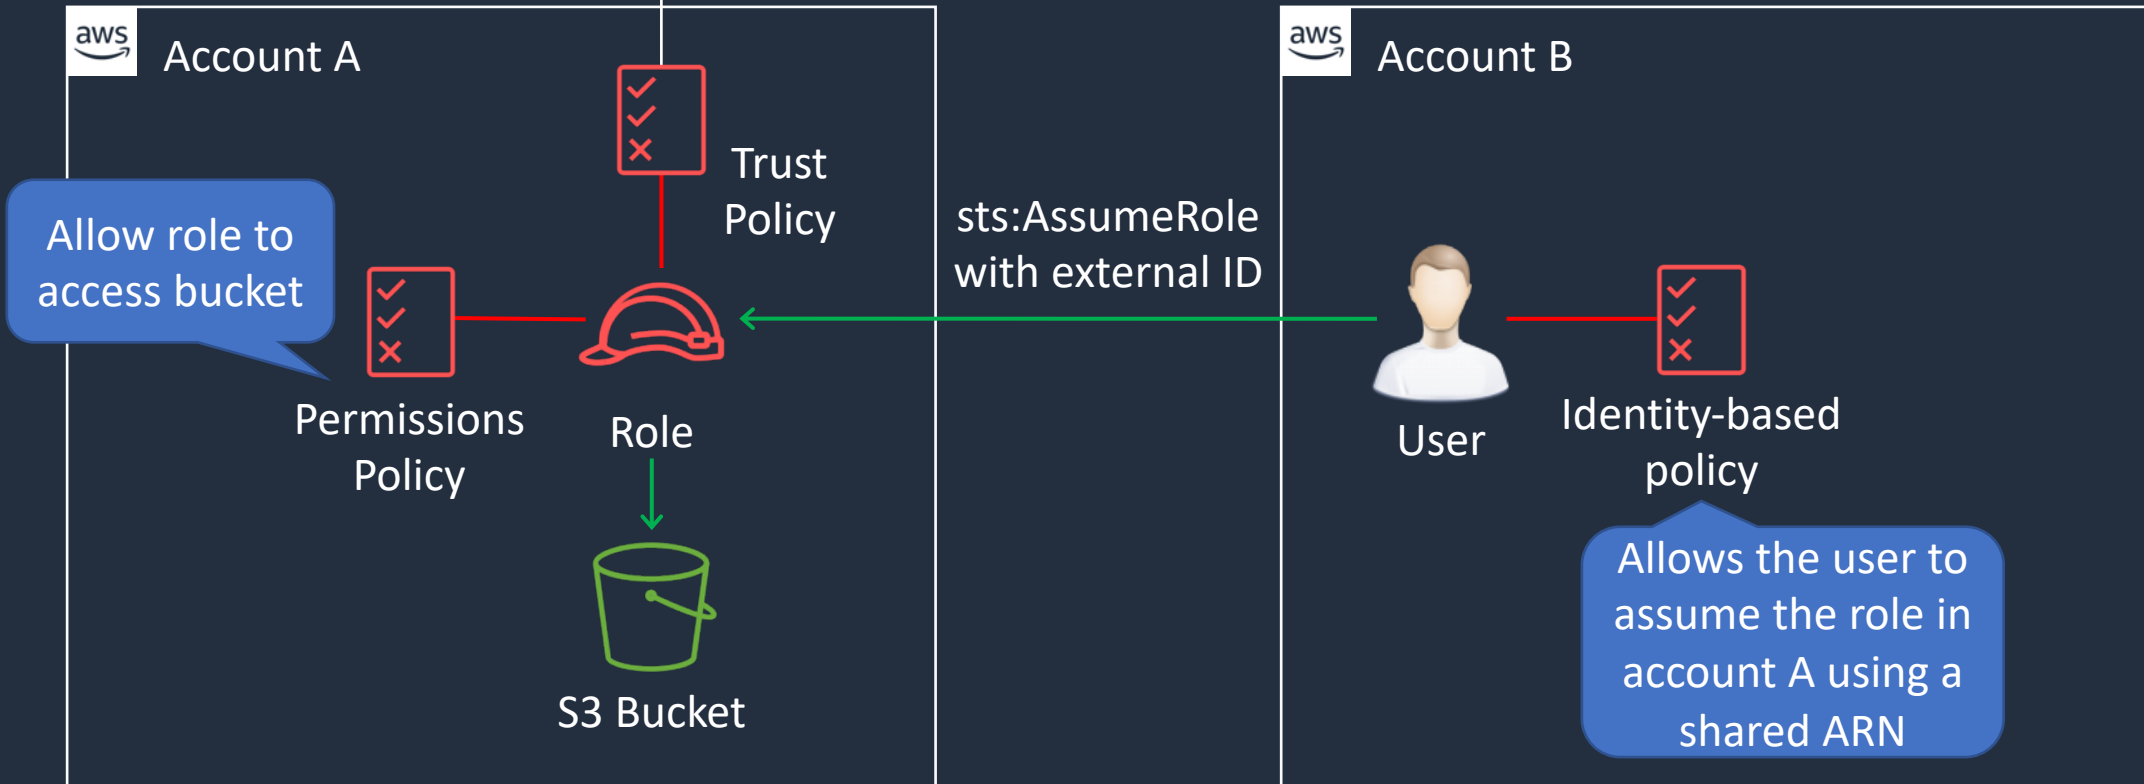 aws
Account A
Trust
Policy
Allow role to
access bucket
Permissions
Policy
Role
S3 Bucket
sts:AssumeRole
with external ID
aws
Account B
User
Identity-based
policy
Allows the user to
assume the role in
account A using a
shared ARN